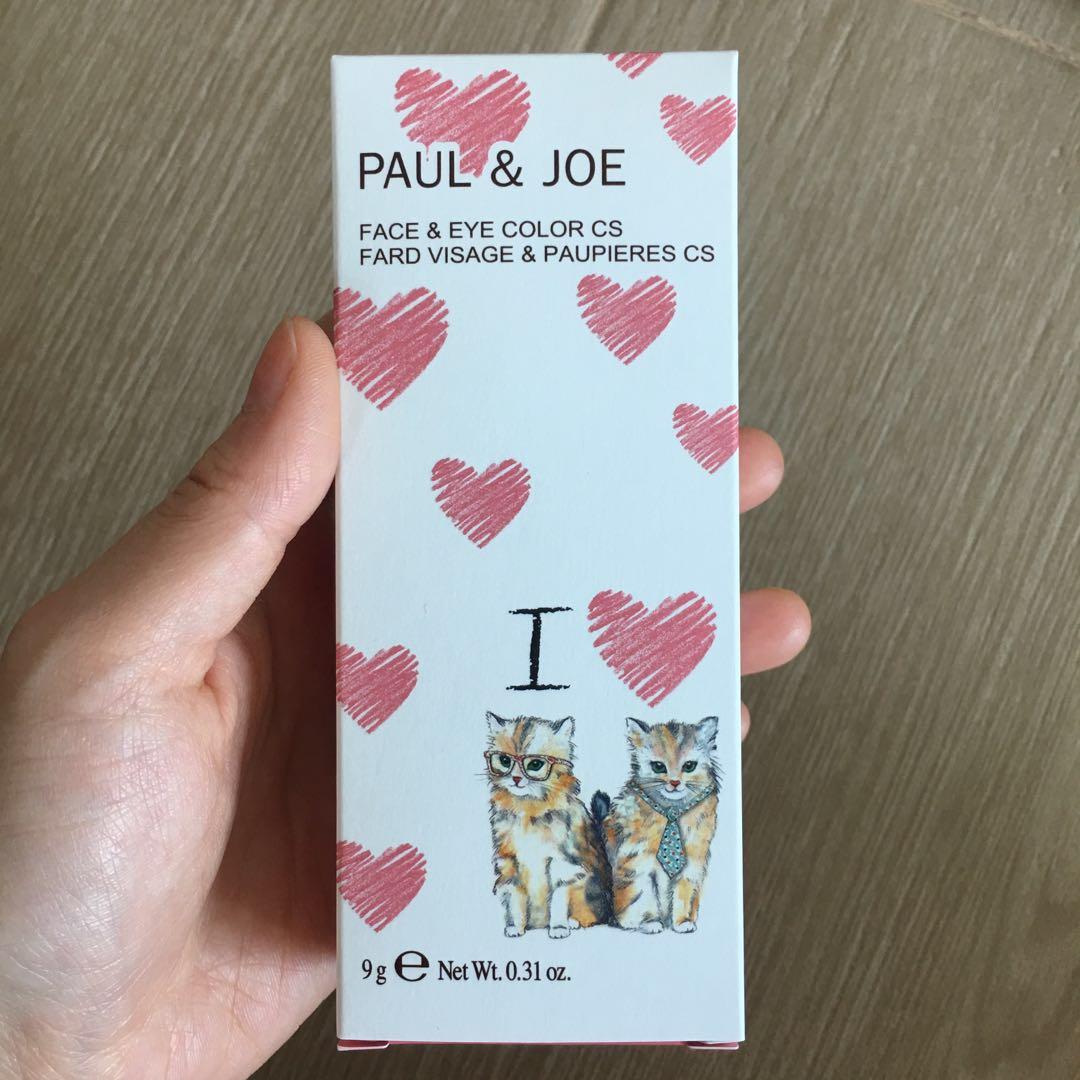 PAUL & JOE
FACE & EYE COLOR CS
FARD VISAGE & PAUPIERES CS
I
9 g ℮ Net Wt. 0.31 oz.